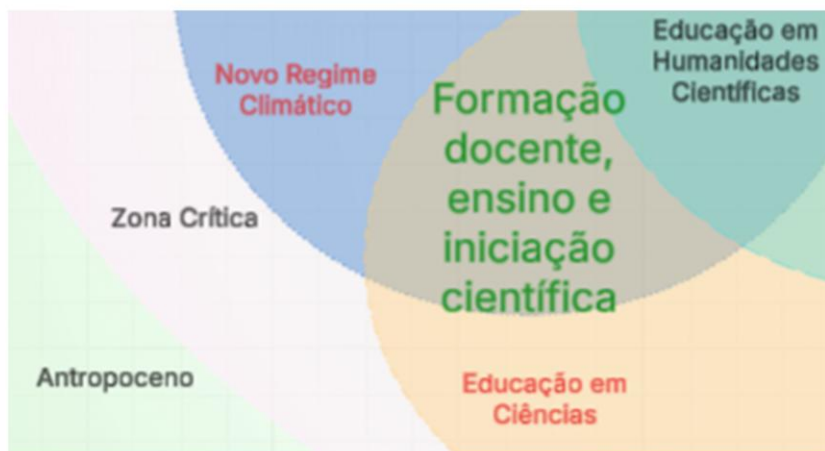 Educação em
Humanidades
Científicas
Novo Regime
Climático
Formação
docente,
ensino e
iniciação
científica
Zona Crítica
Antropoceno
Educação em
Ciências